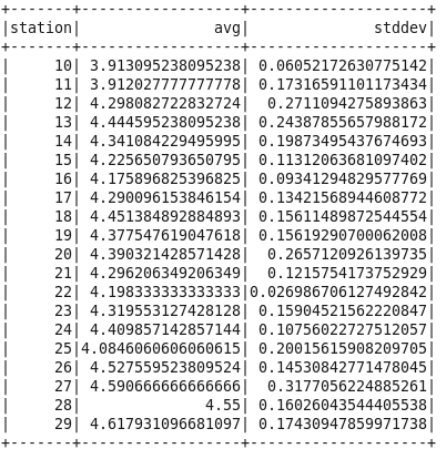 +-------+------------------+--------------------+
|station|               avg|              stddev|
+-------+------------------+--------------------+
|     10| 3.913095238095238| 0.06052172630775142|
|     11| 3.912027777777778| 0.17316591101173434|
|     12| 4.298082722832724|  0.2711094275893863|
|     13| 4.444595238095238| 0.24387855657988172|
|     14| 4.341084229495995| 0.19873495437674693|
|     15| 4.225650793650795| 0.11312063681097402|
|     16| 4.175896825396825| 0.09341294829577769|
|     17| 4.290096153846154| 0.13421568944608772|
|     18| 4.451384892884893| 0.15611489872544554|
|     19| 4.377547619047618| 0.15619290700062008|
|     20| 4.390321428571428|  0.2657120926139735|
|     21| 4.296206349206349|  0.1215754173752929|
|     22| 4.198333333333333|0.026986706127492842|
|     23| 4.319553127428128| 0.15904521562220847|
|     24| 4.409857142857144| 0.10756022727512057|
|     25|4.0846060606060615| 0.20015615908209705|
|     26| 4.527559523809524| 0.14530842771478045|
|     27| 4.590666666666666|  0.3177056224885261|
|     28|              4.55| 0.16026043544405538|
|     29| 4.617931096681097| 0.17430947859971738|
+-------+------------------+--------------------+